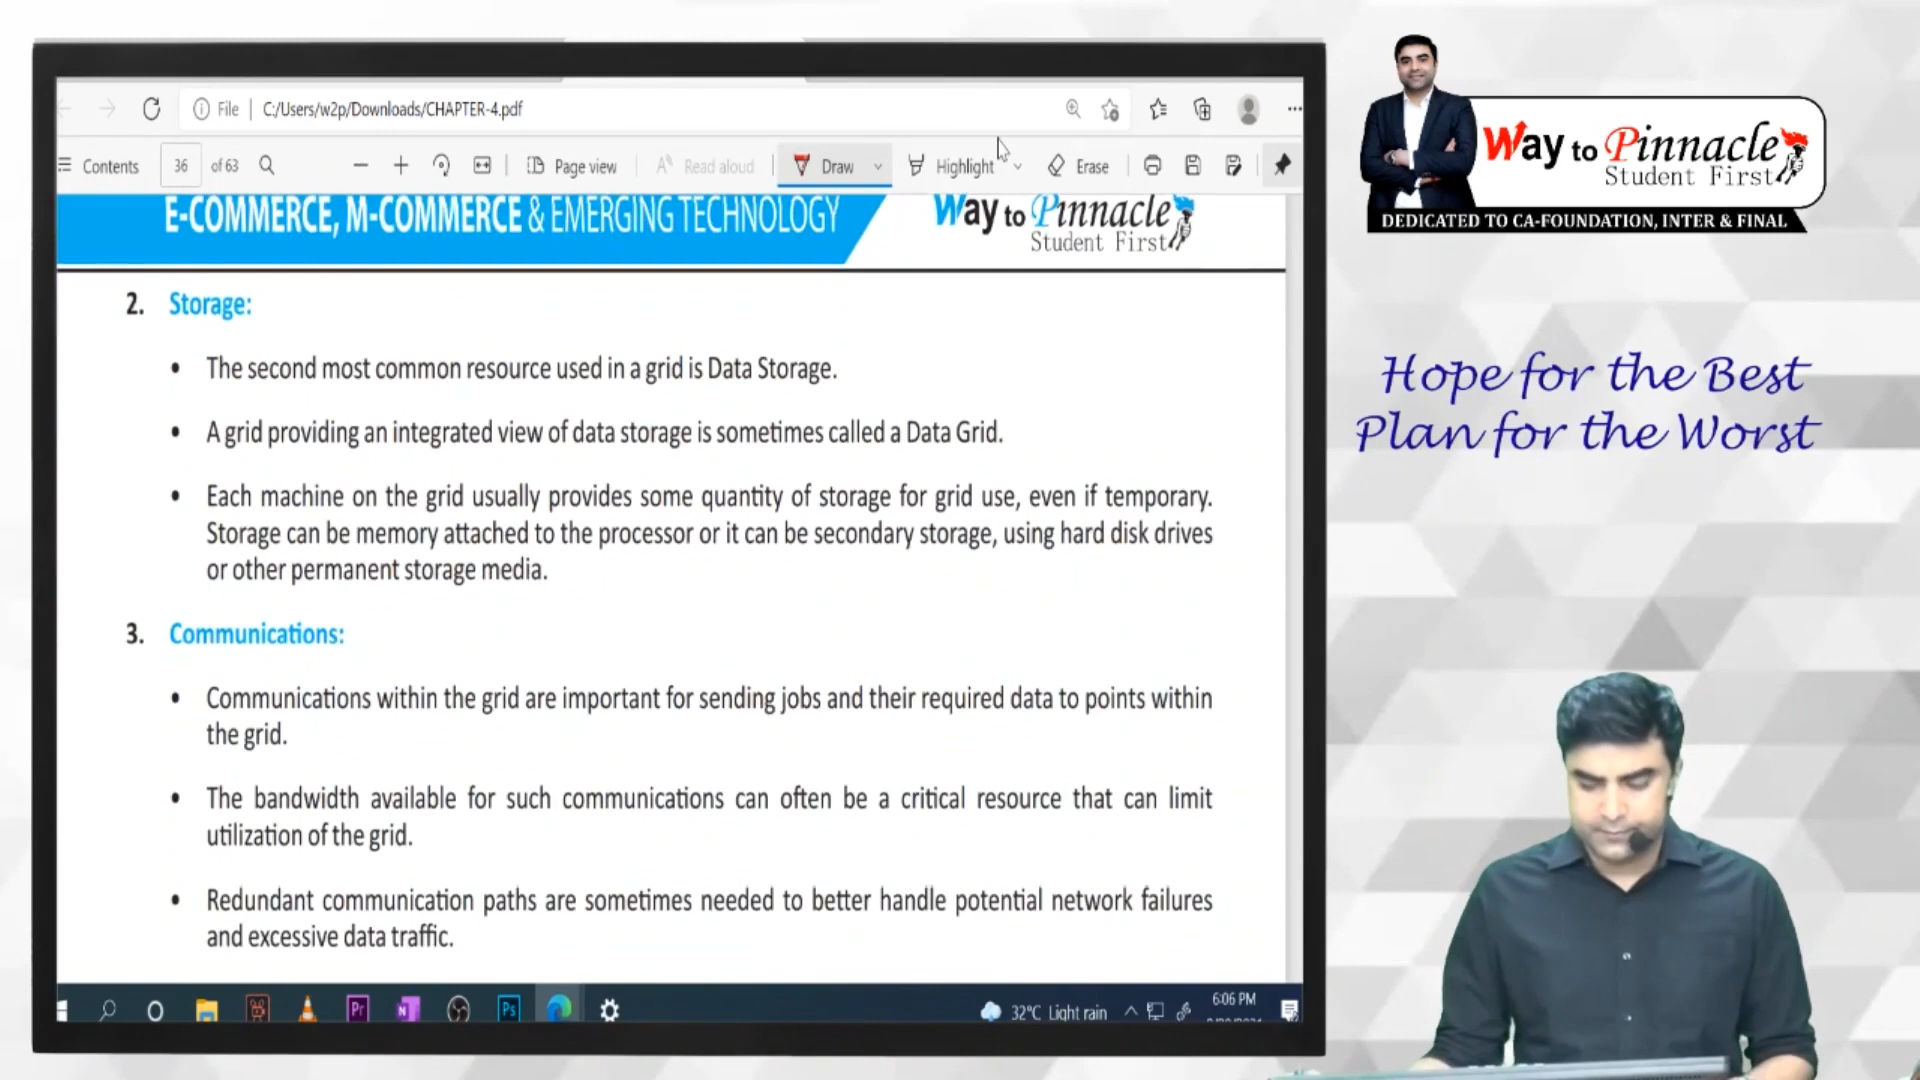 File | C:/Users/w2p/Downloads/CHAPTER-4.pdf
Contents 36 of 63 Page view Read aloud Draw Highlight Erase
E-COMMERCE, M-COMMERCE & EMERGING TECHNOLOGY
Way to Pinnacle
Student First
2. Storage:
• The second most common resource used in a grid is Data Storage.
• A grid providing an integrated view of data storage is sometimes called a Data Grid.
• Each machine on the grid usually provides some quantity of storage for grid use, even if temporary.
Storage can be memory attached to the processor or it can be secondary storage, using hard disk drives
or other permanent storage media.
3. Communications:
• Communications within the grid are important for sending jobs and their required data to points within
the grid.
• The bandwidth available for such communications can often be a critical resource that can limit
utilization of the grid.
• Redundant communication paths are sometimes needed to better handle potential network failures
and excessive data traffic.
Pr
N
Ps
32°C Light rain
6:06 PM
Way to Pinnacle
Student First
DEDICATED TO CA-FOUNDATION, INTER & FINAL
Hope for the Best
Plan for the Worst